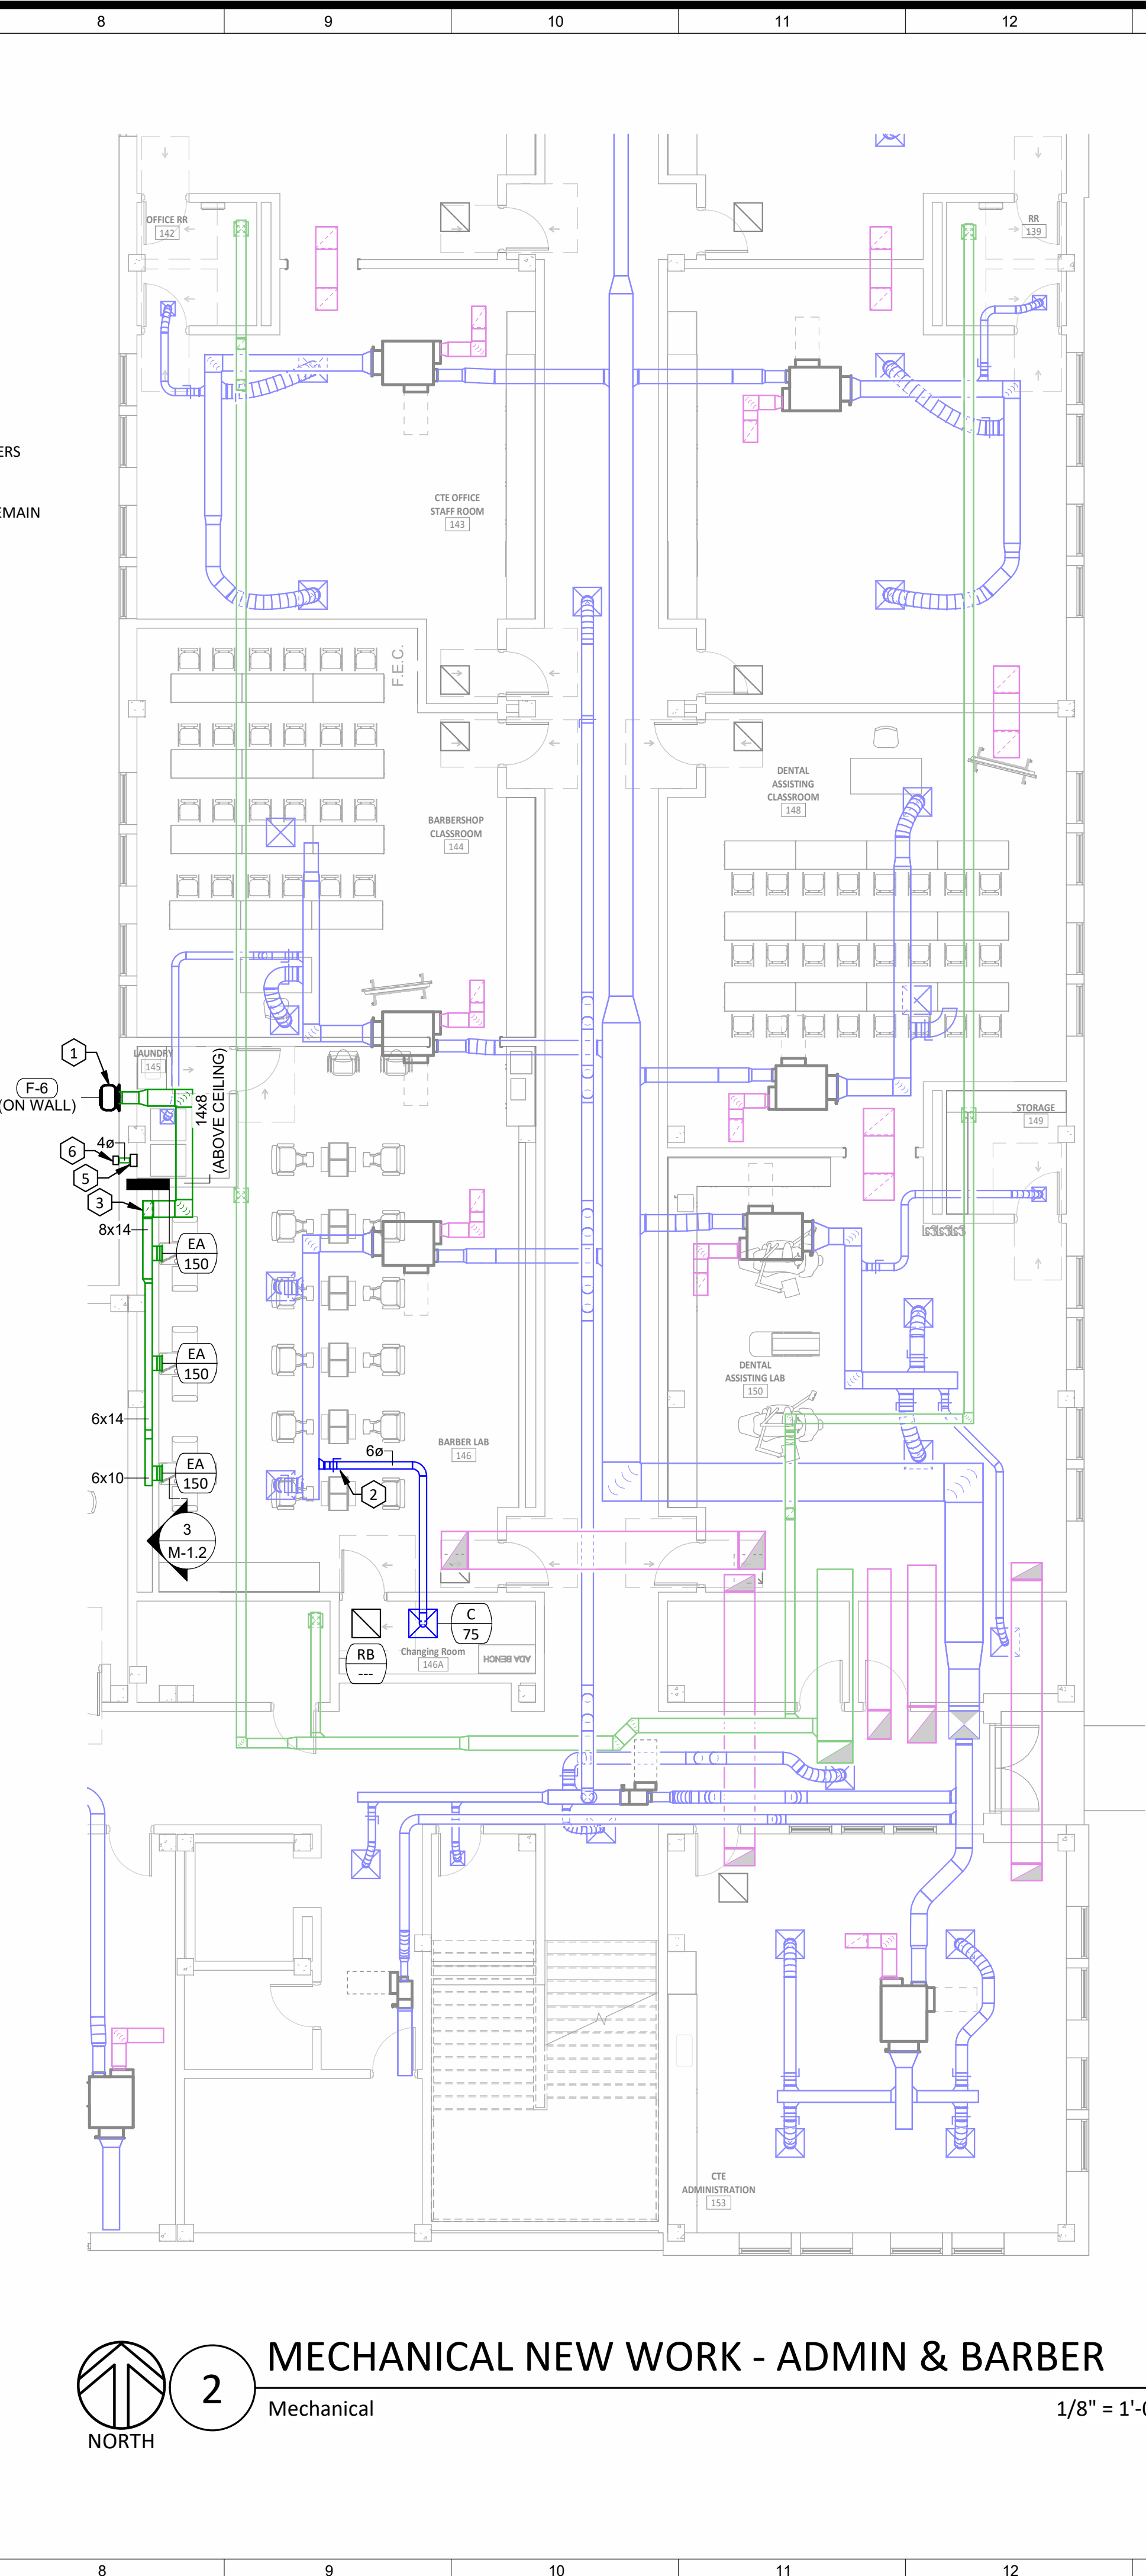 8 9 10 11 12
OFFICE RR
142
RR
139
ERS
EMAIN
CTE OFFICE
STAFF ROOM
143
F.E.C.
DENTAL
ASSISTING
CLASSROOM
148
BARBERSHOP
CLASSROOM
144
1
LAUNDRY
145
F-6
(ON WALL)
14x8
(ABOVE CEILING)
STORAGE
149
6
4ø
5
3
8x14
EA
150
EA
150
DENTAL
ASSISTING LAB
150
6x14
BARBER LAB
146
6ø
6x10
EA
150
2
3
M-1.2
C
75
RB
---
Changing Room
146A
ADA BENCH
CTE
ADMINISTRATION
153
NORTH
2
MECHANICAL NEW WORK - ADMIN & BARBER
Mechanical
1/8" = 1'-0
8 9 10 11 12